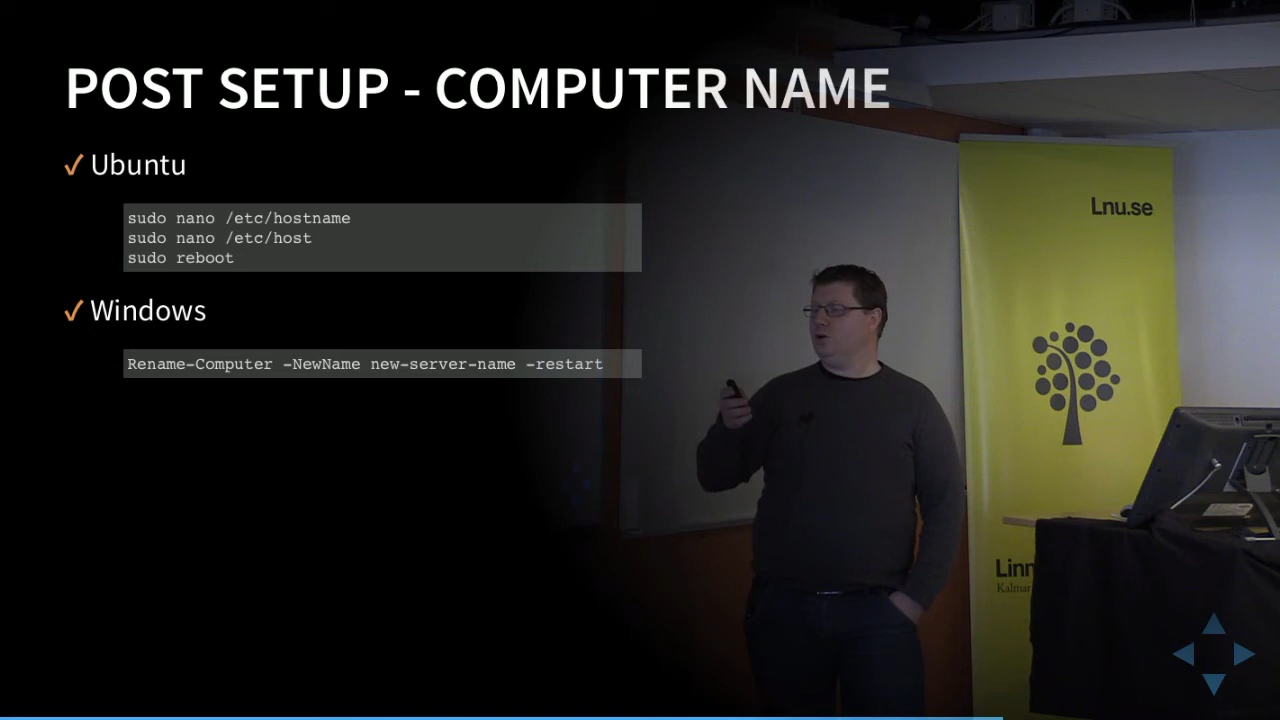 POST SETUP - COMPUTER NAME
✓ Ubuntu
sudo nano /etc/hostname
sudo nano /etc/host
sudo reboot
✓ Windows
Rename-Computer -NewName new-server-name -restart
Lnu.se
Linn
Kalmar